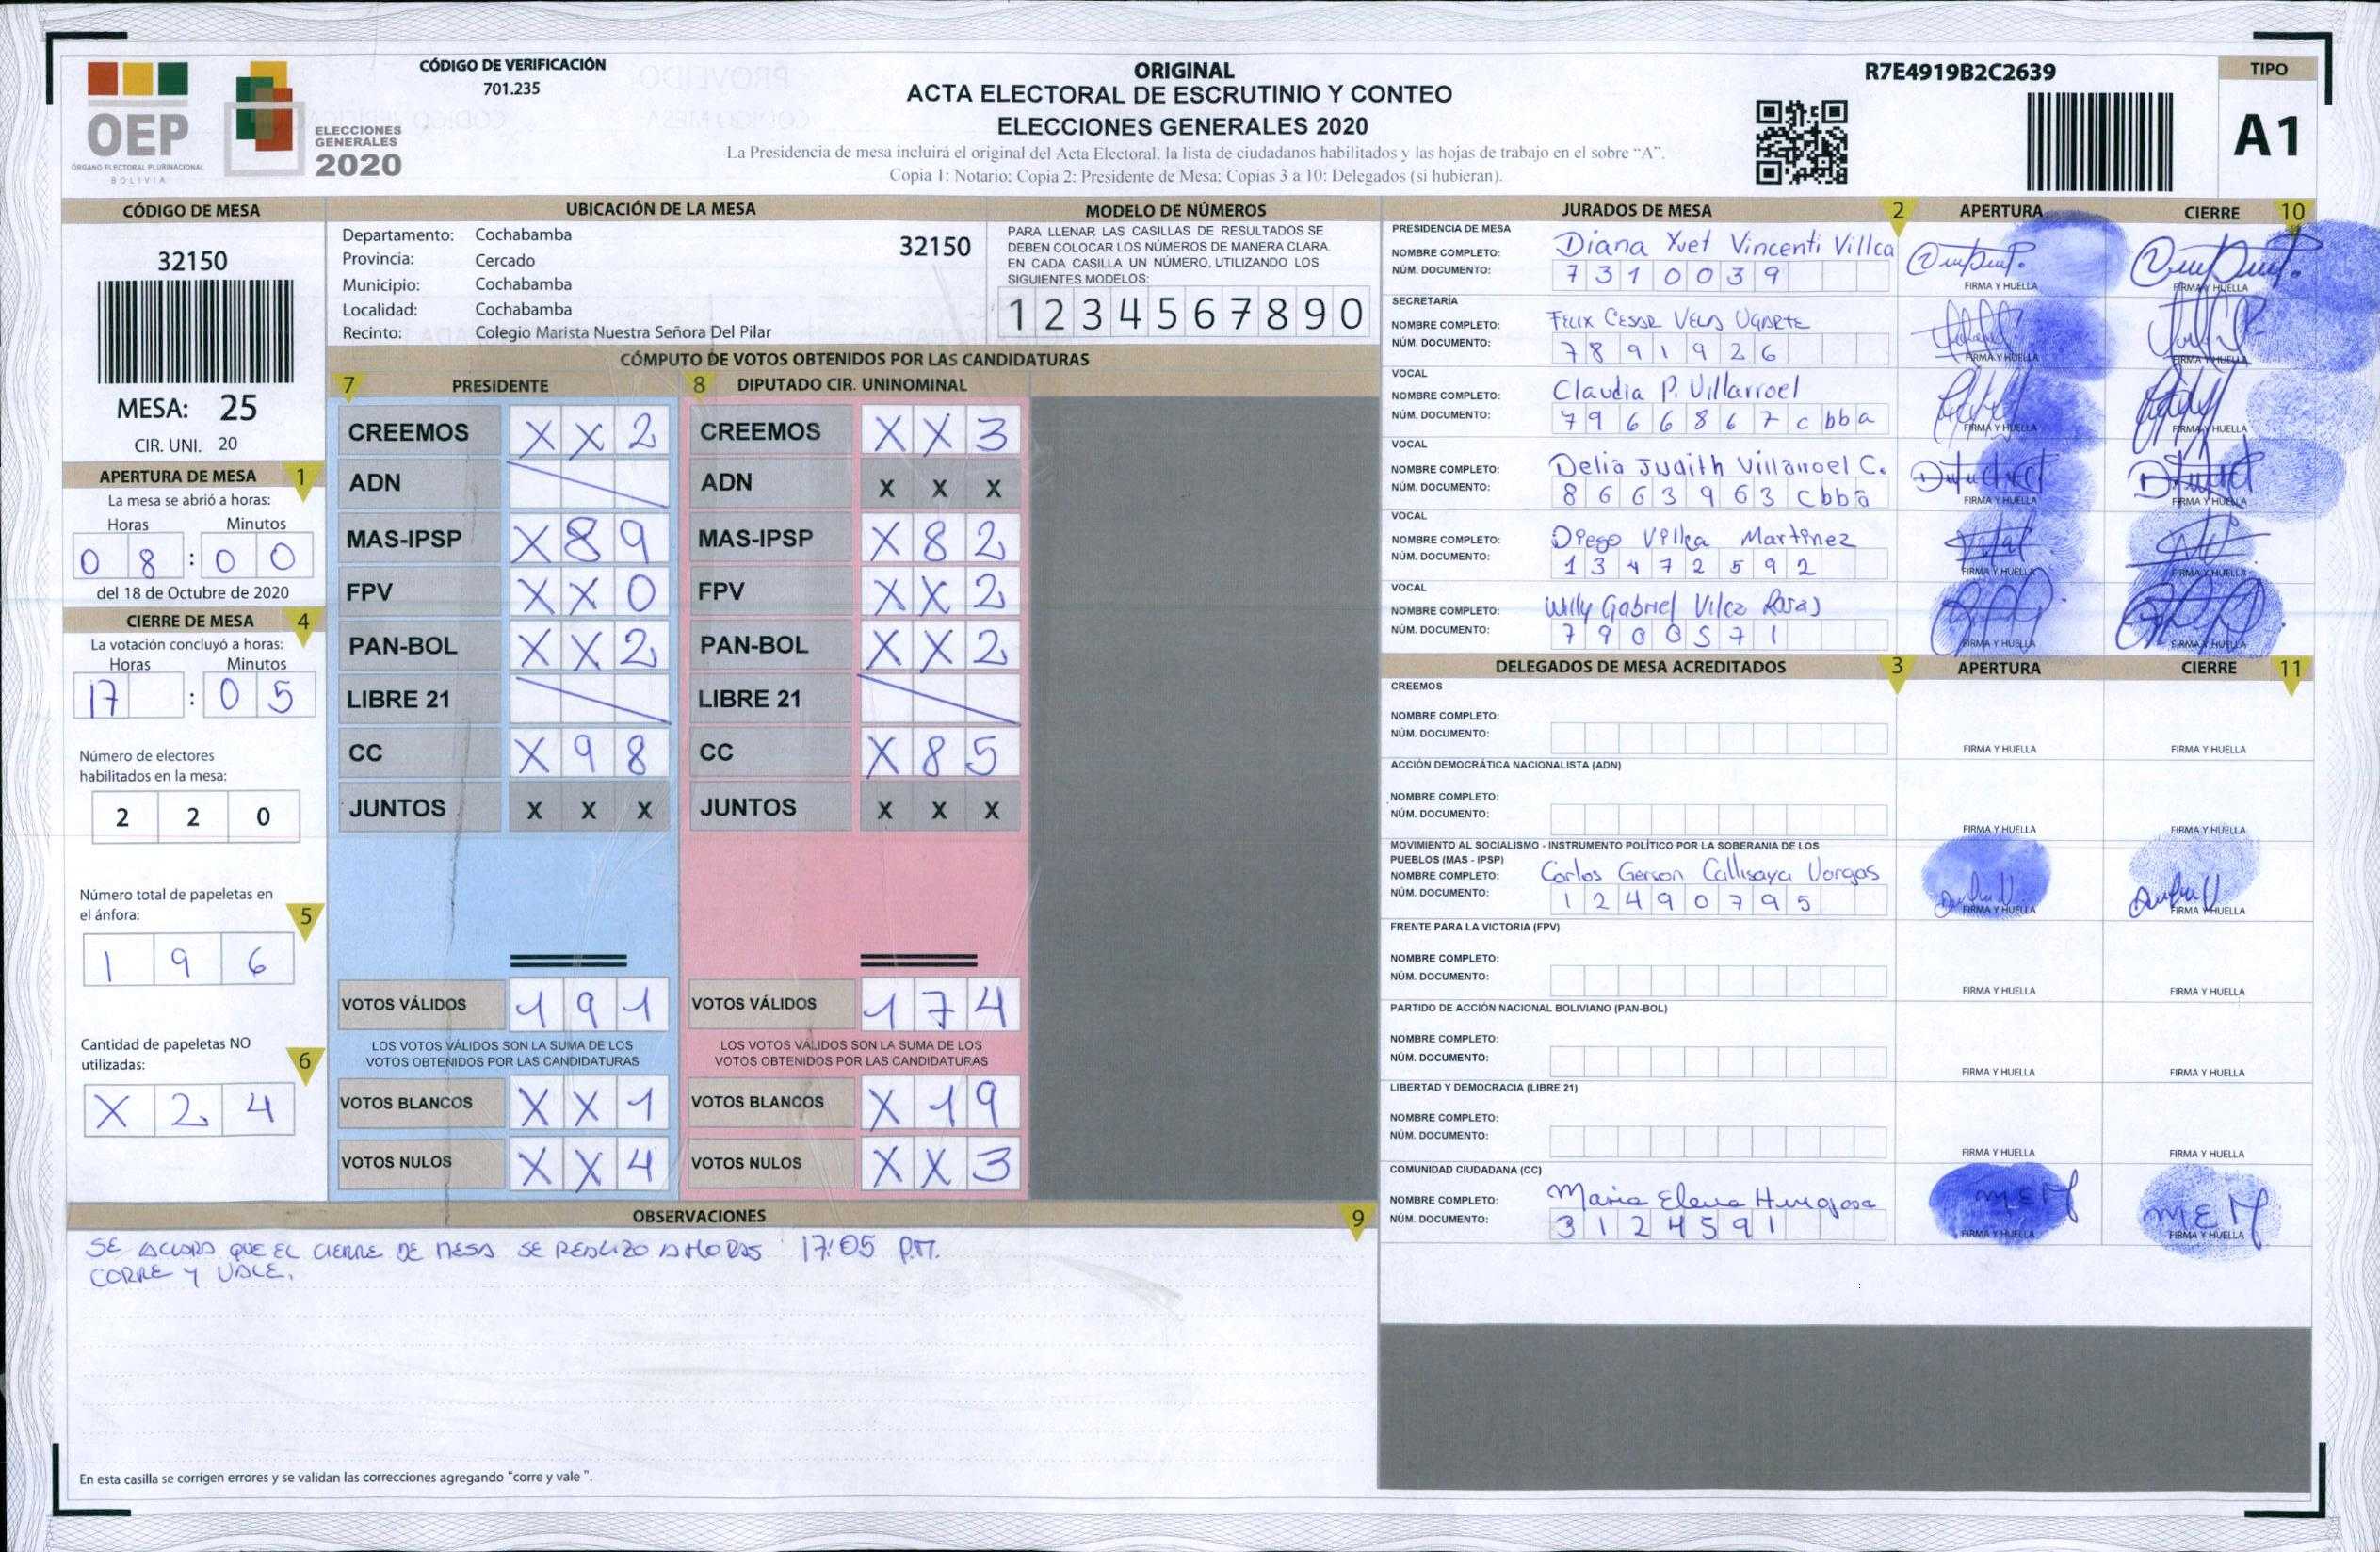 CÓDIGO DE VERIFICACIÓN
701.235
OEP
ÓRGANO ELECTORAL PLURINACIONAL
BOLIVIA
ELECCIONES
GENERALES
2020
ORIGINAL
ACTA ELECTORAL DE ESCRUTINIO Y CONTEO
ELECCIONES GENERALES 2020
La Presidencia de mesa incluirá el original del Acta Electoral, la lista de ciudadanos habilitados y las hojas de trabajo en el sobre "A".
Copia 1: Notario; Copia 2: Presidente de Mesa; Copias 3 a 10: Delegados (si hubieran).
R7E4919B2C2639
TIPO
A1
CÓDIGO DE MESA
32150
MESA: 25
CIR. UNI. 20
APERTURA DE MESA 1
La mesa se abrió a horas:
Horas Minutos
0 8 : 0 0
del 18 de Octubre de 2020
CIERRE DE MESA 4
La votación concluyó a horas:
Horas Minutos
17 : 0 5
Número de electores
habilitados en la mesa:
2 2 0
Número total de papeletas en
el ánfora: 5
1 9 6
Cantidad de papeletas NO
utilizadas: 6
X 2 4
UBICACIÓN DE LA MESA
Departamento: Cochabamba 32150
Provincia: Cercado
Municipio: Cochabamba
Localidad: Cochabamba
Recinto: Colegio Marista Nuestra Señora Del Pilar
MODELO DE NÚMEROS
PARA LLENAR LAS CASILLAS DE RESULTADOS SE
DEBEN COLOCAR LOS NÚMEROS DE MANERA CLARA.
EN CADA CASILLA UN NÚMERO, UTILIZANDO LOS
SIGUIENTES MODELOS:
1 2 3 4 5 6 7 8 9 0
CÓMPUTO DE VOTOS OBTENIDOS POR LAS CANDIDATURAS
7 PRESIDENTE 8 DIPUTADO CIR. UNINOMINAL
CREEMOS X X 2 CREEMOS X X 3
ADN ADN X X X
MAS-IPSP X 8 9 MAS-IPSP X 8 2
FPV X X 0 FPV X X 2
PAN-BOL X X 2 PAN-BOL X X 2
LIBRE 21 LIBRE 21
CC X 9 8 CC X 8 5
JUNTOS X X X JUNTOS X X X
VOTOS VÁLIDOS 1 9 1 VOTOS VÁLIDOS 1 7 4
LOS VOTOS VÁLIDOS SON LA SUMA DE LOS LOS VOTOS VÁLIDOS SON LA SUMA DE LOS
VOTOS OBTENIDOS POR LAS CANDIDATURAS VOTOS OBTENIDOS POR LAS CANDIDATURAS
VOTOS BLANCOS X X 1 VOTOS BLANCOS X 1 9
VOTOS NULOS X X 4 VOTOS NULOS X X 3
OBSERVACIONES 9
SE ACLARA QUE EL CIERRE DE MESA SE REALIZO A HORAS 17:05 P.M.
CORRE Y VALE.
En esta casilla se corrigen errores y se validan las correcciones agregando "corre y vale ".
JURADOS DE MESA 2 APERTURA CIERRE 10
PRESIDENCIA DE MESA
NOMBRE COMPLETO: Diana Yvet Vincenti Villca
NÚM. DOCUMENTO: 7 3 1 0 0 3 9
FIRMA Y HUELLA FIRMA Y HUELLA
SECRETARÍA
NOMBRE COMPLETO: FELIX CESAR VELA UGARTE
NÚM. DOCUMENTO: 7 8 9 1 9 2 6
FIRMA Y HUELLA FIRMA Y HUELLA
VOCAL
NOMBRE COMPLETO: Claudia P. Villarroel
NÚM. DOCUMENTO: 7 9 6 6 8 6 7 c bba
FIRMA Y HUELLA FIRMA Y HUELLA
VOCAL
NOMBRE COMPLETO: Delia Judith Villarroel C.
NÚM. DOCUMENTO: 8 6 6 3 9 6 3 cbba
FIRMA Y HUELLA FIRMA Y HUELLA
VOCAL
NOMBRE COMPLETO: Diego Villca Martinez
NÚM. DOCUMENTO: 1 3 4 7 2 5 9 2
FIRMA Y HUELLA FIRMA Y HUELLA
VOCAL
NOMBRE COMPLETO: Willy Gabriel Vilca Rosas
NÚM. DOCUMENTO: 7 9 0 0 5 7 1
FIRMA Y HUELLA FIRMA Y HUELLA
DELEGADOS DE MESA ACREDITADOS 3 APERTURA CIERRE 11
CREEMOS
NOMBRE COMPLETO:
NÚM. DOCUMENTO:
FIRMA Y HUELLA FIRMA Y HUELLA
ACCIÓN DEMOCRÁTICA NACIONALISTA (ADN)
NOMBRE COMPLETO:
NÚM. DOCUMENTO:
FIRMA Y HUELLA FIRMA Y HUELLA
MOVIMIENTO AL SOCIALISMO - INSTRUMENTO POLÍTICO POR LA SOBERANIA DE LOS
PUEBLOS (MAS - IPSP)
NOMBRE COMPLETO: Carlos Gerson Callisaya Vargas
NÚM. DOCUMENTO: 1 2 4 9 0 7 9 5
FIRMA Y HUELLA FIRMA Y HUELLA
FRENTE PARA LA VICTORIA (FPV)
NOMBRE COMPLETO:
NÚM. DOCUMENTO:
FIRMA Y HUELLA FIRMA Y HUELLA
PARTIDO DE ACCIÓN NACIONAL BOLIVIANO (PAN-BOL)
NOMBRE COMPLETO:
NÚM. DOCUMENTO:
FIRMA Y HUELLA FIRMA Y HUELLA
LIBERTAD Y DEMOCRACIA (LIBRE 21)
NOMBRE COMPLETO:
NÚM. DOCUMENTO:
FIRMA Y HUELLA FIRMA Y HUELLA
COMUNIDAD CIUDADANA (CC)
NOMBRE COMPLETO: Maria Elena Hinojosa
NÚM. DOCUMENTO: 3 1 2 4 5 9 1
MEM MEM
FIRMA Y HUELLA FIRMA Y HUELLA